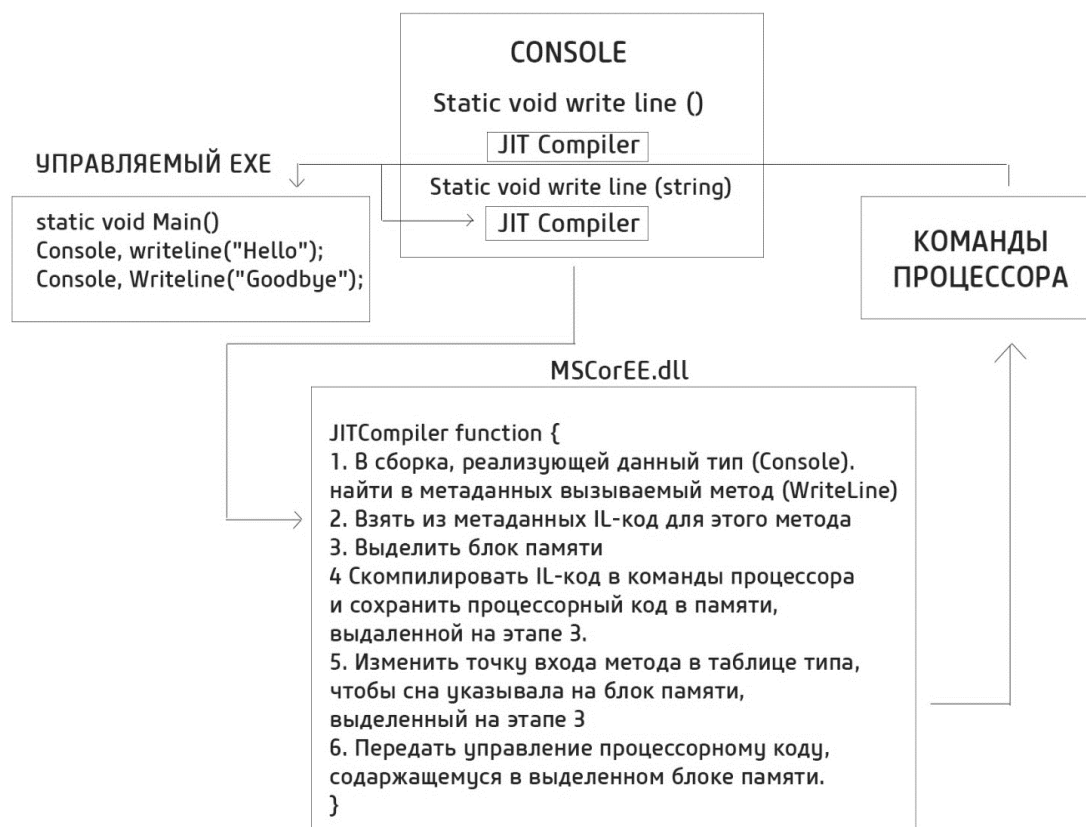 CONSOLE
Static void write line ()
JIT Compiler
Static void write line (string)
JIT Compiler
УПРАВЛЯЕМЫЙ EXE
static void Main()
Console, writeline("Hello");
Console, Writeline("Goodbye");
КОМАНДЫ
ПРОЦЕССОРА
MSCorEE.dll
JITCompiler function {
1. В сборка, реализующей данный тип (Console).
найти в метаданных вызываемый метод (WriteLine)
2. Взять из метаданных IL-код для этого метода
3. Выделить блок памяти
4 Скомпилировать IL-код в команды процессора
и сохранить процессорный код в памяти,
выдаленной на этапе 3.
5. Изменить точку входа метода в таблице типа,
чтобы сна указывала на блок памяти,
выделенный на этапе 3
6. Передать управление процессорному коду,
содаржащемуся в выделенном блоке памяти.
}